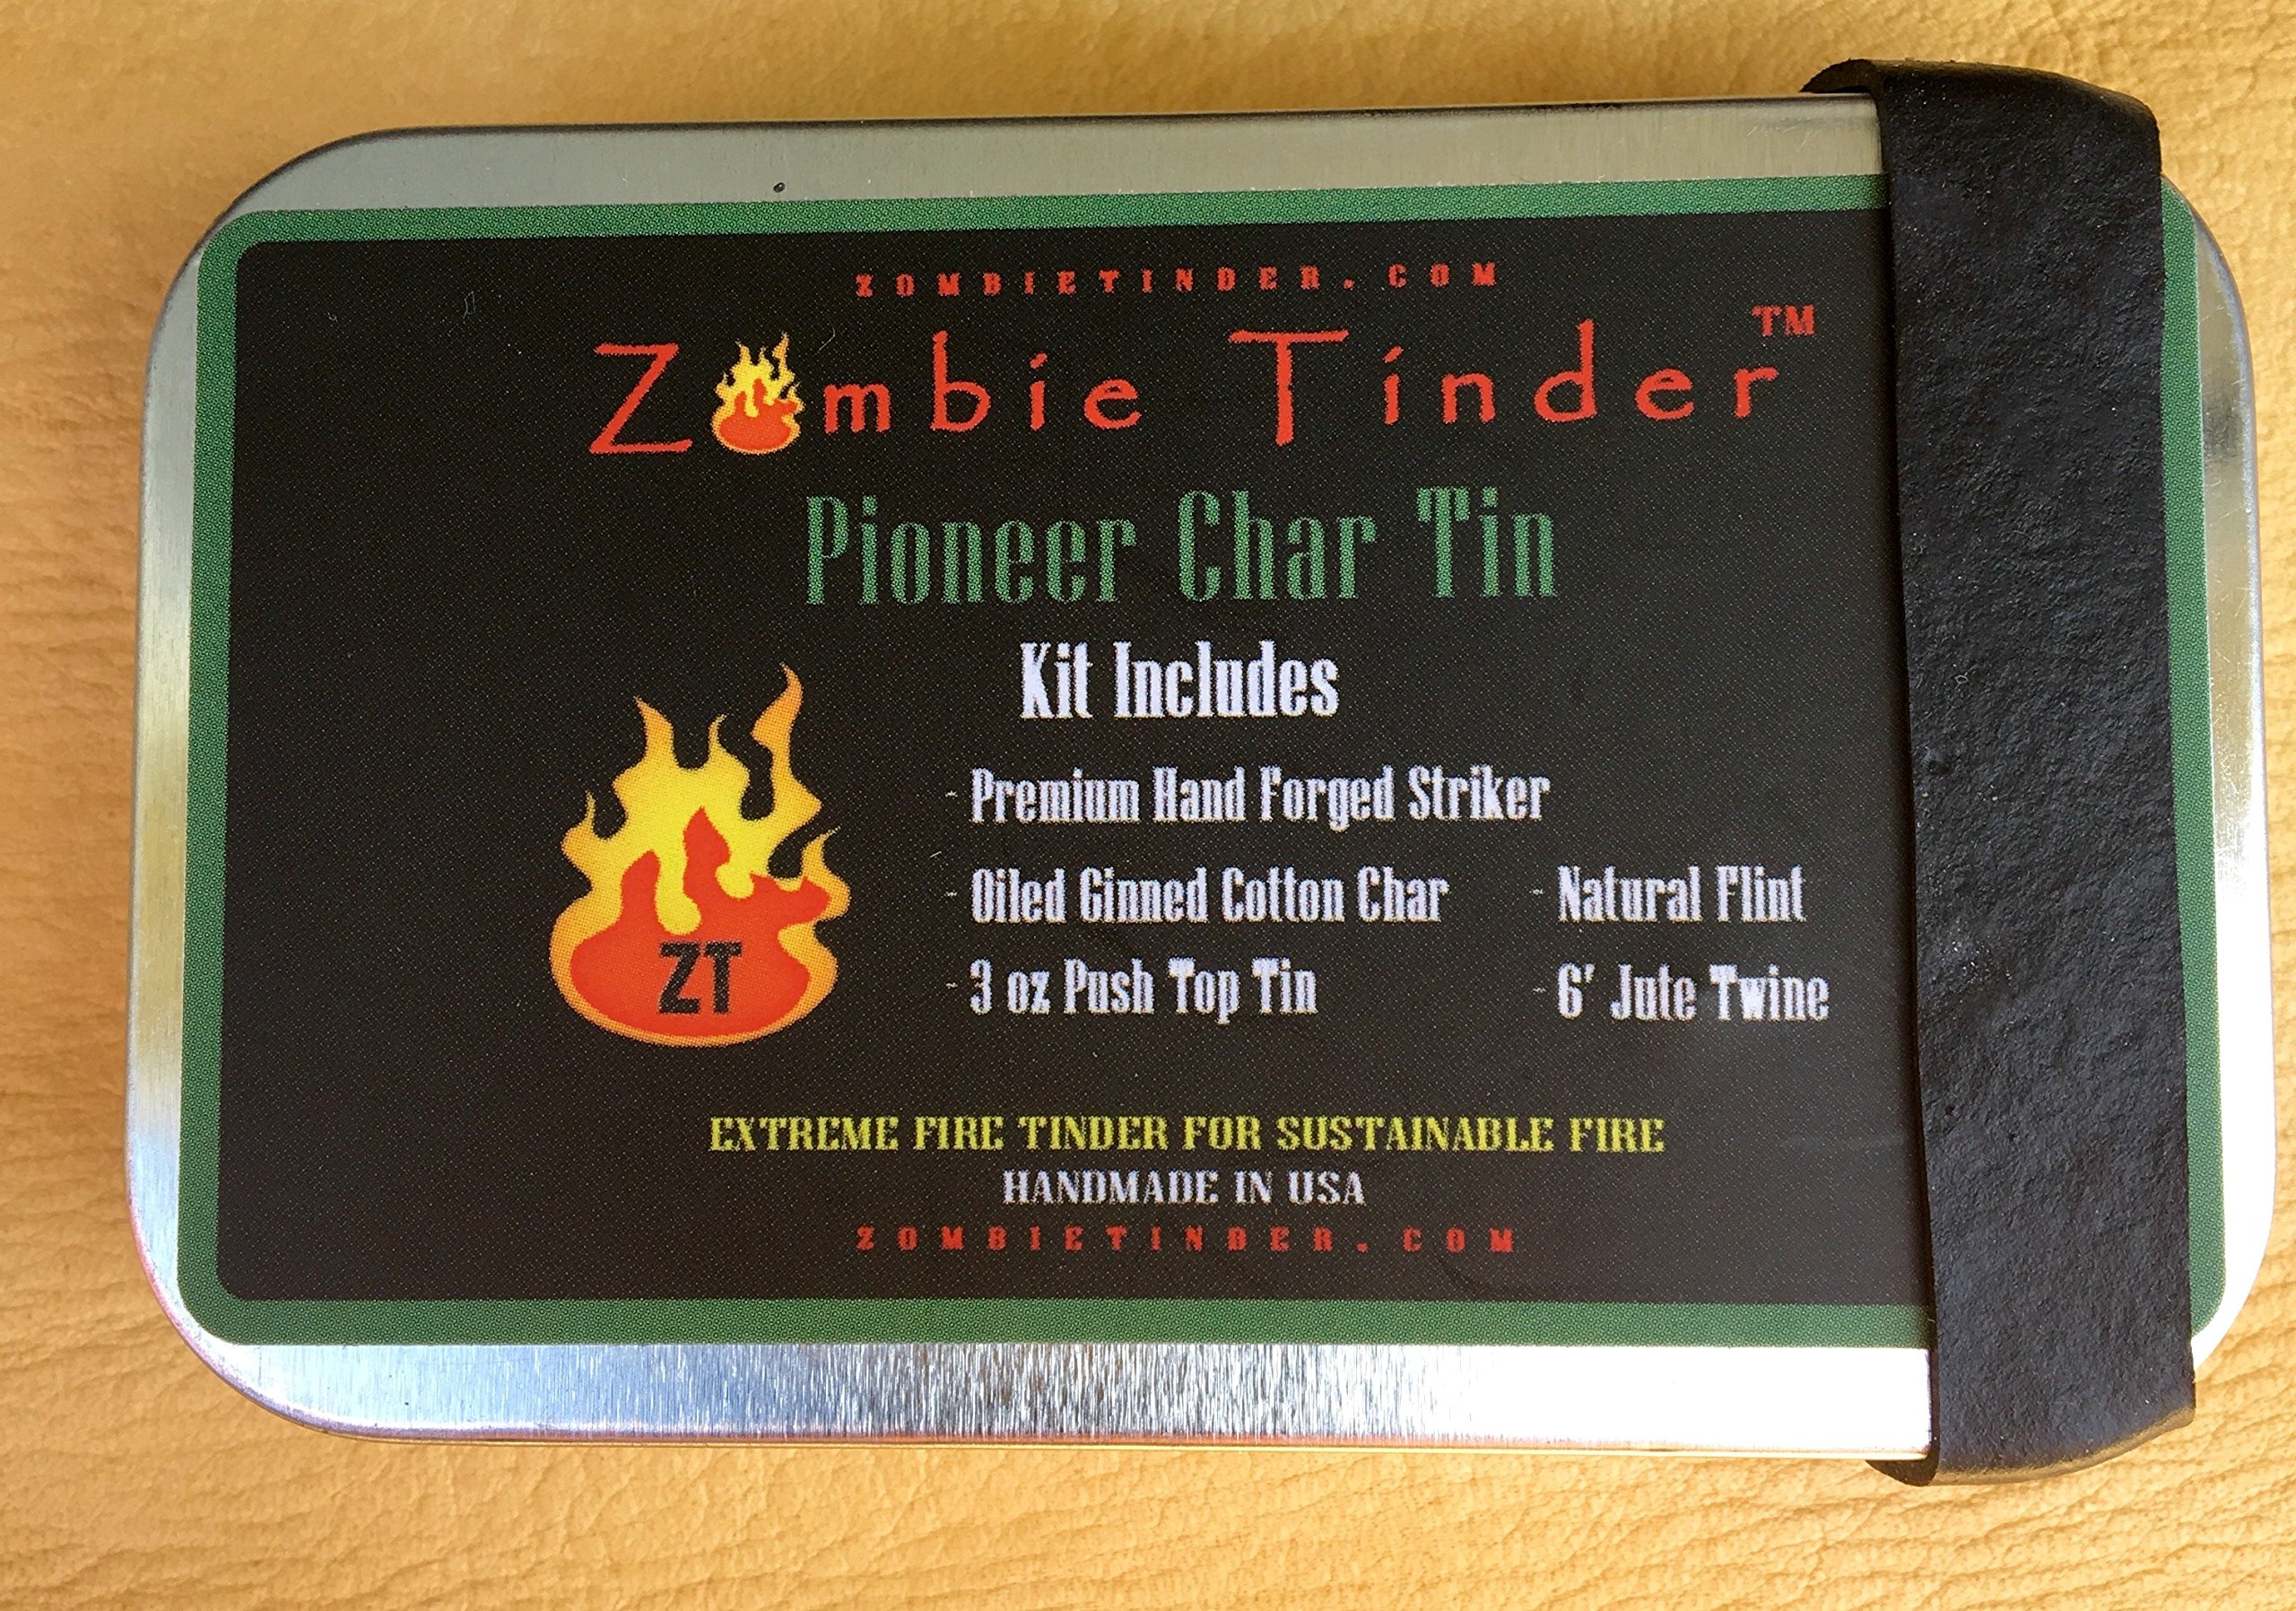 ZOMBIETINDER.COM
Zombie Tinder™
Pioneer Char Tin
Kit Includes
- Premium Hand Forged Striker
- Oiled Ginned Cotton Char - Natural Flint
- 3 oz Push Top Tin - 6' Jute Twine
ZT
EXTREME FIRE TINDER FOR SUSTAINABLE FIRE
HANDMADE IN USA
ZOMBIETINDER.COM